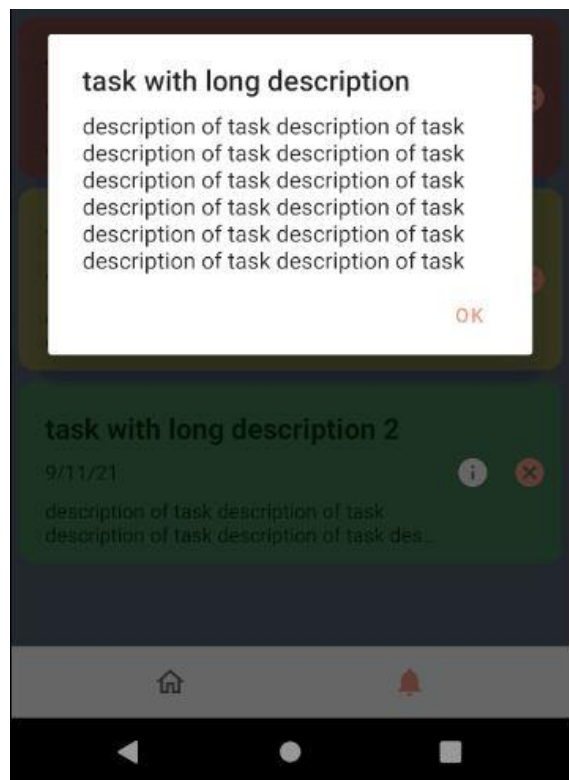 task with long description
description of task description of task
description of task description of task
description of task description of task
description of task description of task
description of task description of task
description of task description of task
OK
task with long description 2
9/11/21
description of task description of task
description of task description of task des...